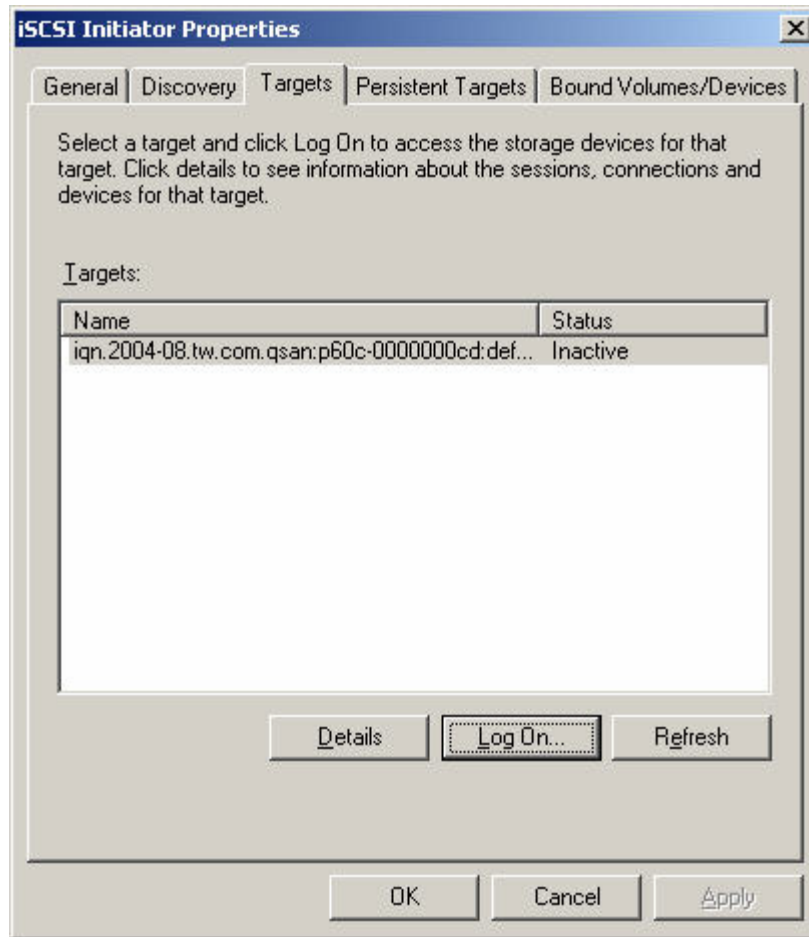 iSCSI Initiator Properties
General Discovery Targets Persistent Targets Bound Volumes/Devices
Select a target and click Log On to access the storage devices for that
target. Click details to see information about the sessions, connections and
devices for that target.
Targets:
Name Status
iqn.2004-08.tw.com.qsan:p60c-0000000cd:def... Inactive
Details Log On... Refresh
OK Cancel Apply